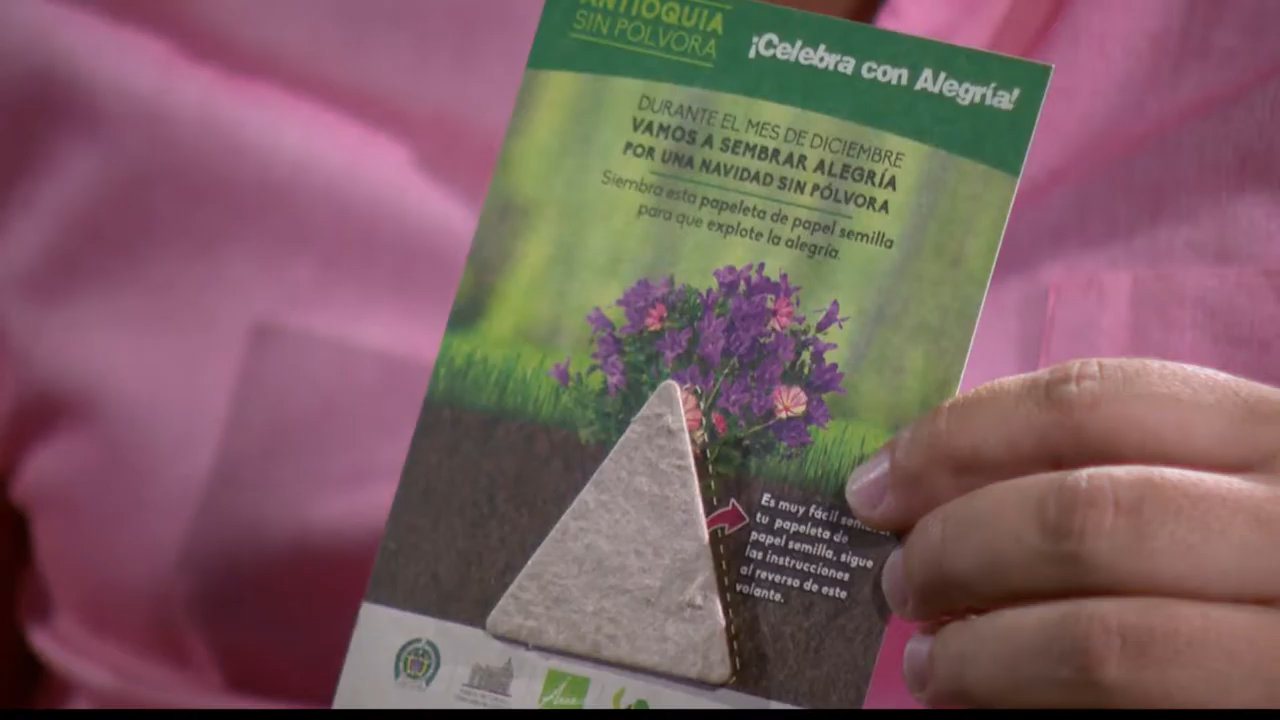 ANTIOQUIA
SIN PÓLVORA
¡Celebra con Alegría!
DURANTE EL MES DE DICIEMBRE
VAMOS A SEMBRAR ALEGRÍA
POR UNA NAVIDAD SIN PÓLVORA
Siembra esta papeleta de papel semilla
para que explote la alegría.
Es muy fácil
tu papeleta de
papel semilla, sigue
las instrucciones
al reverso de este
volante.